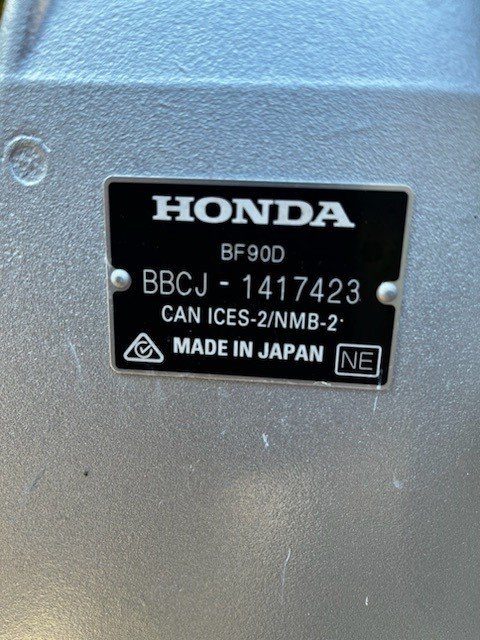 HONDA
BF90D
BBCJ - 1417423
CAN ICES-2/NMB-2
MADE IN JAPAN NE